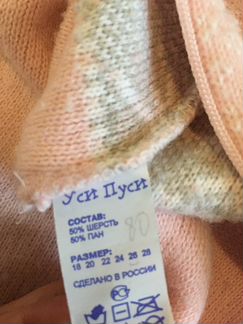 Уси Пуси
СОСТАВ:
50% ШЕРСТЬ
50% ПАН
80
РАЗМЕР:
18 20 22 24 26 28
СДЕЛАНО В РОССИИ